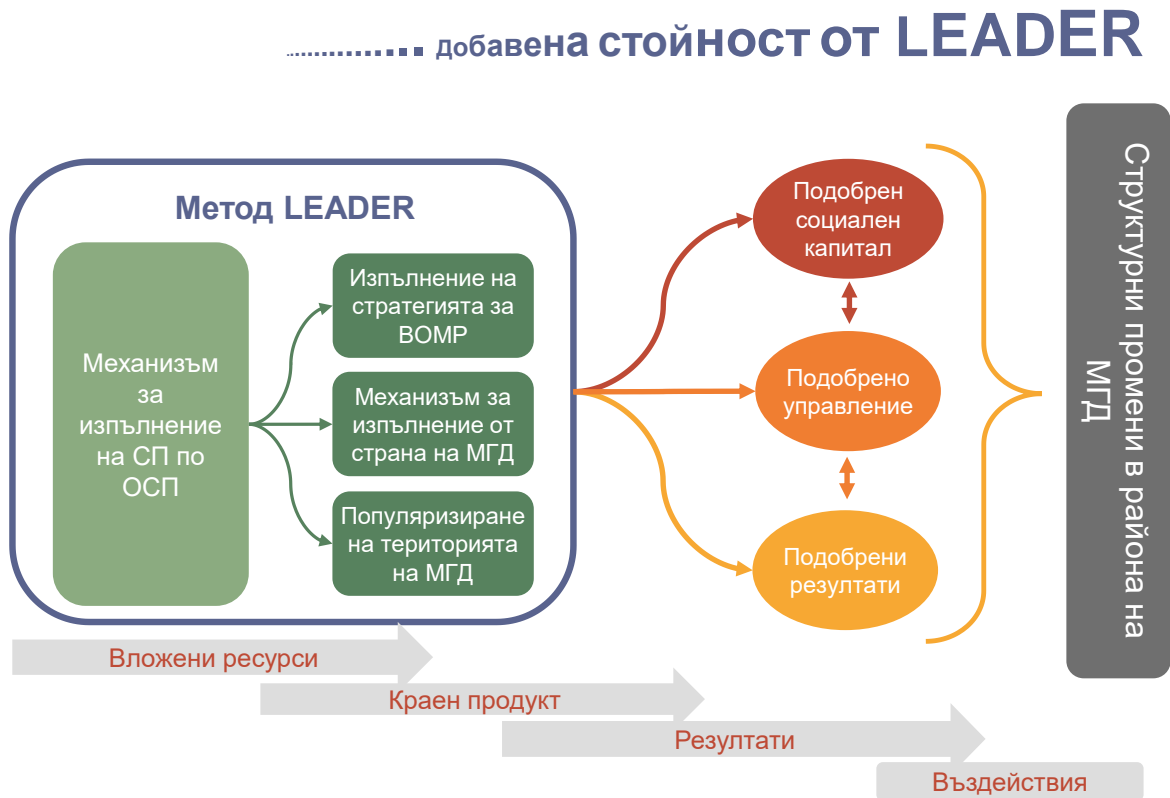 добавена стойност от LEADER
Метод LEADER
Механизъм
за
изпълнение
на СП по
ОСП
Изпълнение на
стратегията за
ВОМР
Механизъм за
изпълнение от
страна на МГД
Популяризиране
на територията
на МГД
Подобрен
социален
капитал
Подобрено
управление
Подобрени
резултати
Структурни промени в района на
МГД
Вложени ресурси
Краен продукт
Резултати
Въздействия